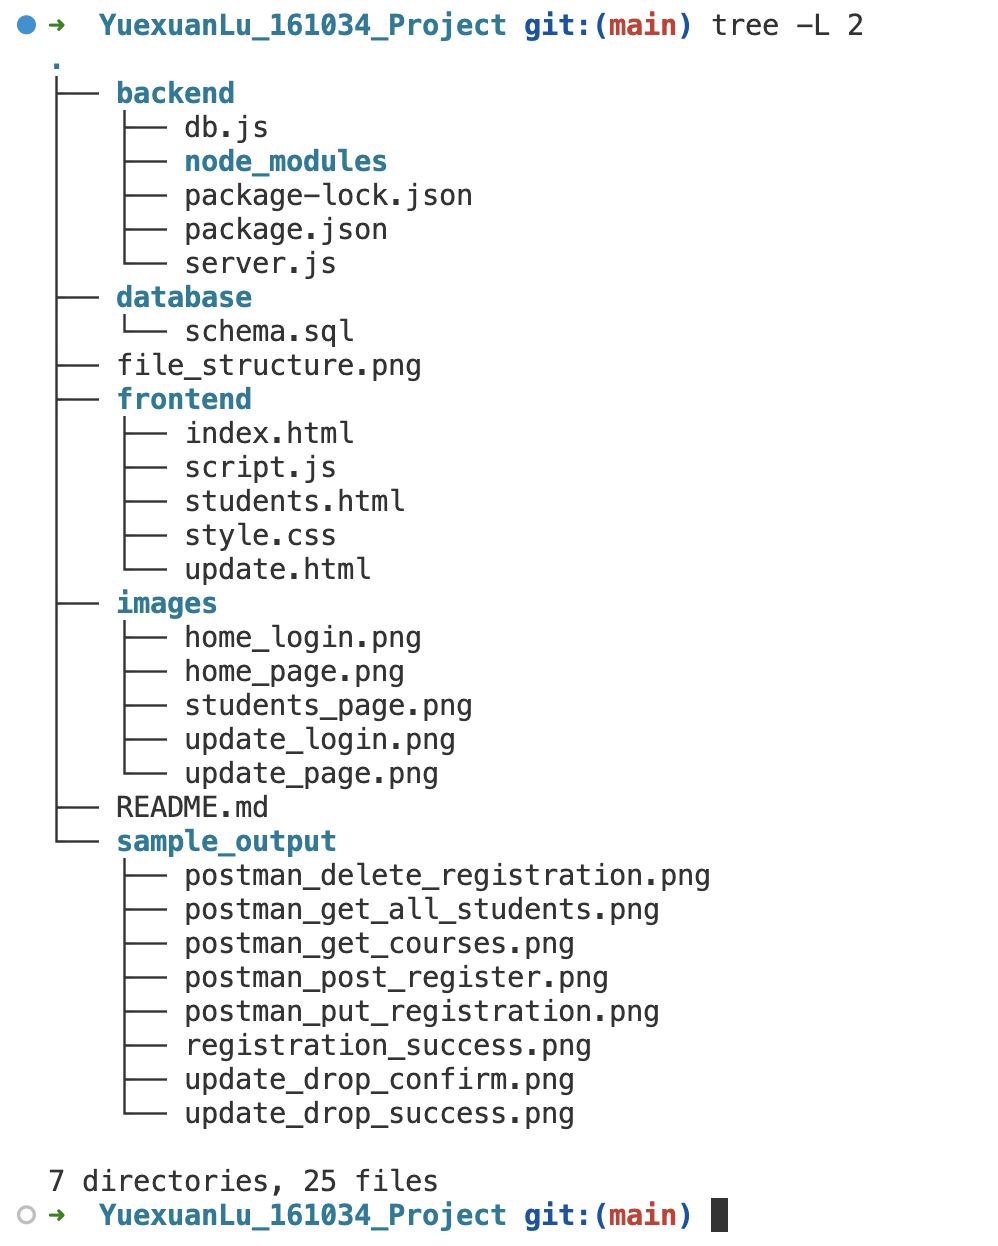 ➜ YuexuanLu_161034_Project git:(main) tree -L 2
.
├── backend
│   ├── db.js
│   ├── node_modules
│   ├── package-lock.json
│   ├── package.json
│   └── server.js
├── database
│   └── schema.sql
├── file_structure.png
├── frontend
│   ├── index.html
│   ├── script.js
│   ├── students.html
│   ├── style.css
│   └── update.html
├── images
│   ├── home_login.png
│   ├── home_page.png
│   ├── students_page.png
│   ├── update_login.png
│   └── update_page.png
├── README.md
└── sample_output
    ├── postman_delete_registration.png
    ├── postman_get_all_students.png
    ├── postman_get_courses.png
    ├── postman_post_register.png
    ├── postman_put_registration.png
    ├── registration_success.png
    ├── update_drop_confirm.png
    └── update_drop_success.png
7 directories, 25 files
➜ YuexuanLu_161034_Project git:(main)